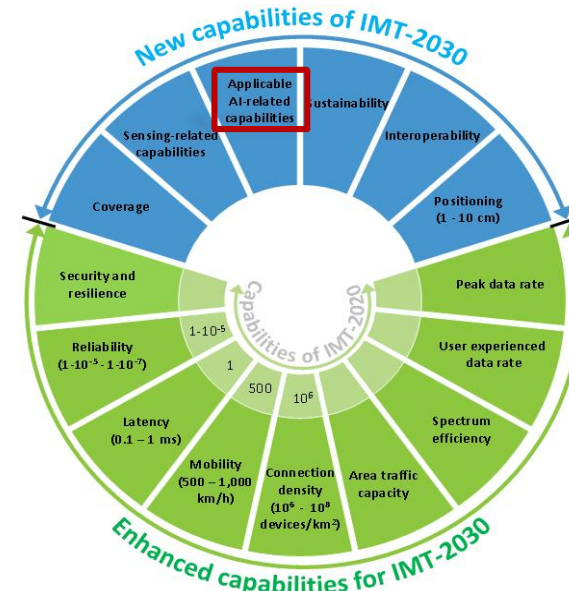 New capabilities of IMT-2030
Applicable
AI-related
capabilities
Sustainability
Sensing-related
capabilities
Interoperability
Coverage
Positioning
(1 - 10 cm)
Security and
resilience
Peak data rate
Capabilities of IMT-2020
1-10⁻⁵
1
500
10⁶
Reliability
(1-10⁻⁵ - 1-10⁻⁷)
User experienced
data rate
Latency
(0.1 – 1 ms)
Spectrum
efficiency
Mobility
(500 – 1,000
km/h)
Connection
density
(10⁶ - 10⁸
devices/km²)
Area traffic
capacity
Enhanced capabilities for IMT-2030